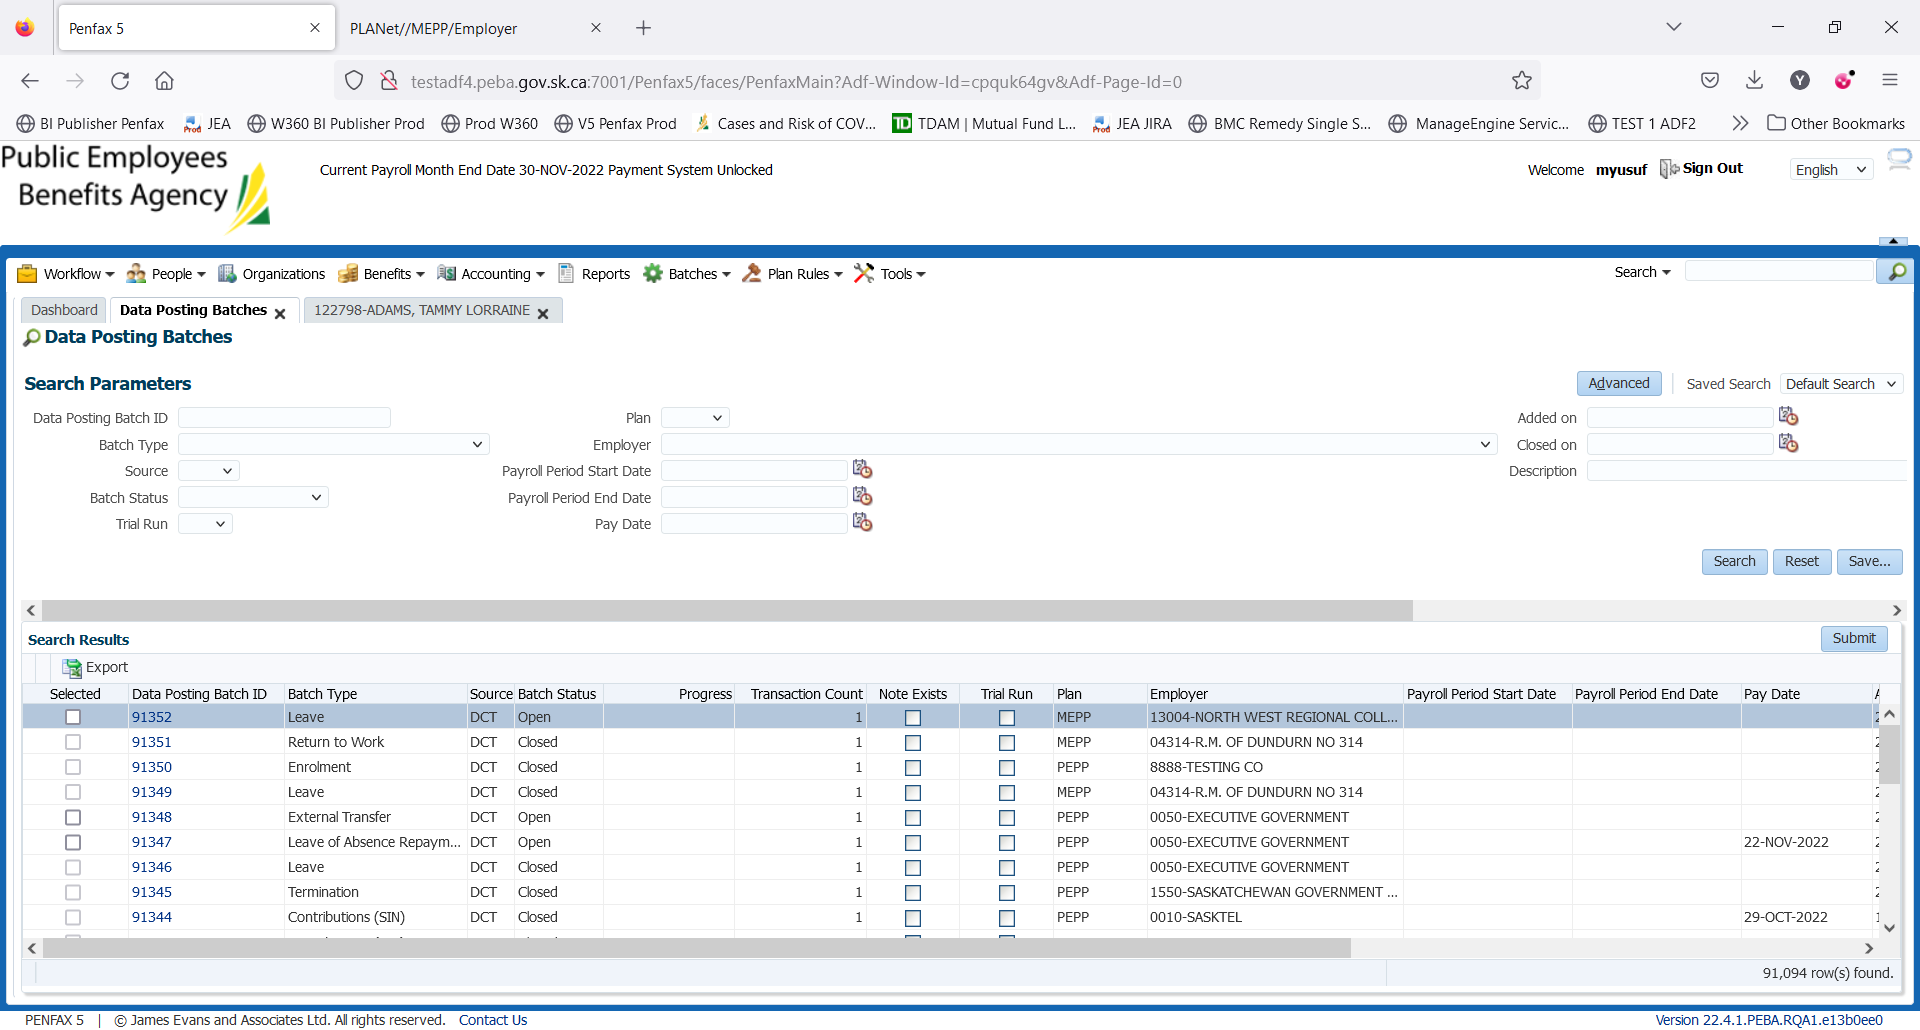 Penfax 5
PLANet//MEPP/Employer
testadf4.peba.gov.sk.ca:7001/Penfax5/faces/PenfaxMain?Adf-Window-Id=cpquk64gv&Adf-Page-Id=0
Y
BI Publisher Penfax JEA W360 BI Publisher Prod Prod W360 V5 Penfax Prod Cases and Risk of COV... TDAM | Mutual Fund L... JEA JIRA BMC Remedy Single S... ManageEngine Servic... TEST 1 ADF2 Other Bookmarks
Public Employees
Benefits Agency
Current Payroll Month End Date 30-NOV-2022 Payment System Unlocked
Welcome myusuf Sign Out English
Workflow People Organizations Benefits Accounting Reports Batches Plan Rules Tools Search
Dashboard Data Posting Batches 122798-ADAMS, TAMMY LORRAINE
Data Posting Batches
Search Parameters Advanced Saved Search Default Search
Data Posting Batch ID Plan Added on
Batch Type Employer Closed on
Source Payroll Period Start Date Description
Batch Status Payroll Period End Date
Trial Run Pay Date
Search Reset Save...
Search Results Submit
Export
Selected Data Posting Batch ID Batch Type Source Batch Status Progress Transaction Count Note Exists Trial Run Plan Employer Payroll Period Start Date Payroll Period End Date Pay Date
91352 Leave DCT Open 1 MEPP 13004-NORTH WEST REGIONAL COLL...
91351 Return to Work DCT Closed 1 MEPP 04314-R.M. OF DUNDURN NO 314
91350 Enrolment DCT Closed 1 PEPP 8888-TESTING CO
91349 Leave DCT Closed 1 MEPP 04314-R.M. OF DUNDURN NO 314
91348 External Transfer DCT Open 1 PEPP 0050-EXECUTIVE GOVERNMENT
91347 Leave of Absence Repaym... DCT Open 1 PEPP 0050-EXECUTIVE GOVERNMENT 22-NOV-2022
91346 Leave DCT Closed 1 PEPP 0050-EXECUTIVE GOVERNMENT
91345 Termination DCT Closed 1 PEPP 1550-SASKATCHEWAN GOVERNMENT ...
91344 Contributions (SIN) DCT Closed 1 PEPP 0010-SASKTEL 29-OCT-2022
91,094 row(s) found.
PENFAX 5 | © James Evans and Associates Ltd. All rights reserved. Contact Us Version 22.4.1.PEBA.RQA1.e13b0ee0